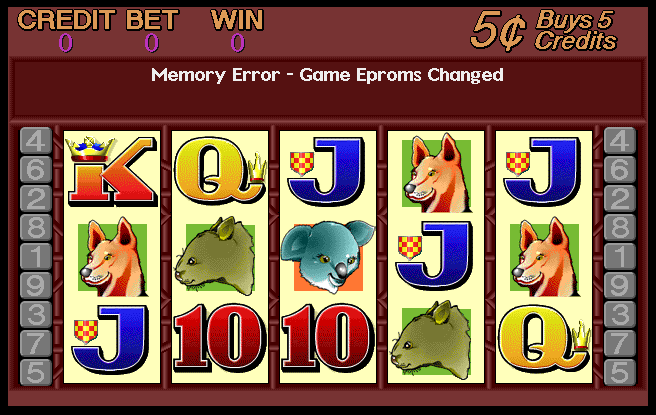 CREDIT BET WIN 5¢ Buys 5
0 0 0 Credits
Memory Error - Game Eproms Changed
4 K Q J J 4
6 6
2 2
8 J 8
1 1
9 9
3 J 10 10 Q 3
7 7
5 5